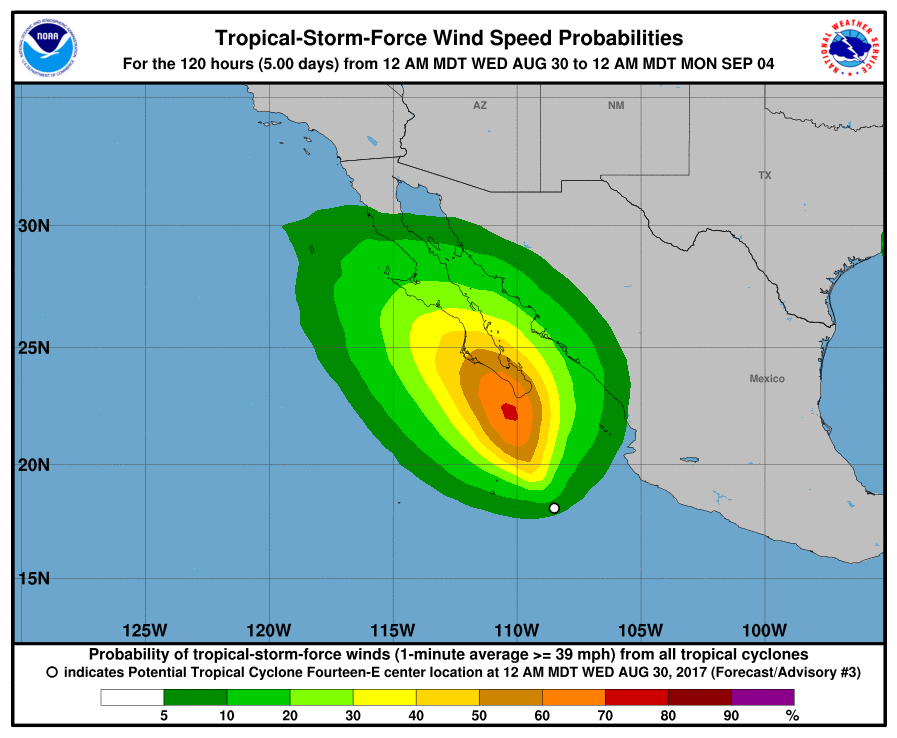 Tropical-Storm-Force Wind Speed Probabilities
For the 120 hours (5.00 days) from 12 AM MDT WED AUG 30 to 12 AM MDT MON SEP 04
NOAA
NATIONAL WEATHER SERVICE
AZ
NM
TX
30N
25N
Mexico
20N
15N
125W 120W 115W 110W 105W 100W
Probability of tropical-storm-force winds (1-minute average >= 39 mph) from all tropical cyclones
indicates Potential Tropical Cyclone Fourteen-E center location at 12 AM MDT WED AUG 30, 2017 (Forecast/Advisory #3)
5 10 20 30 40 50 60 70 80 90 %